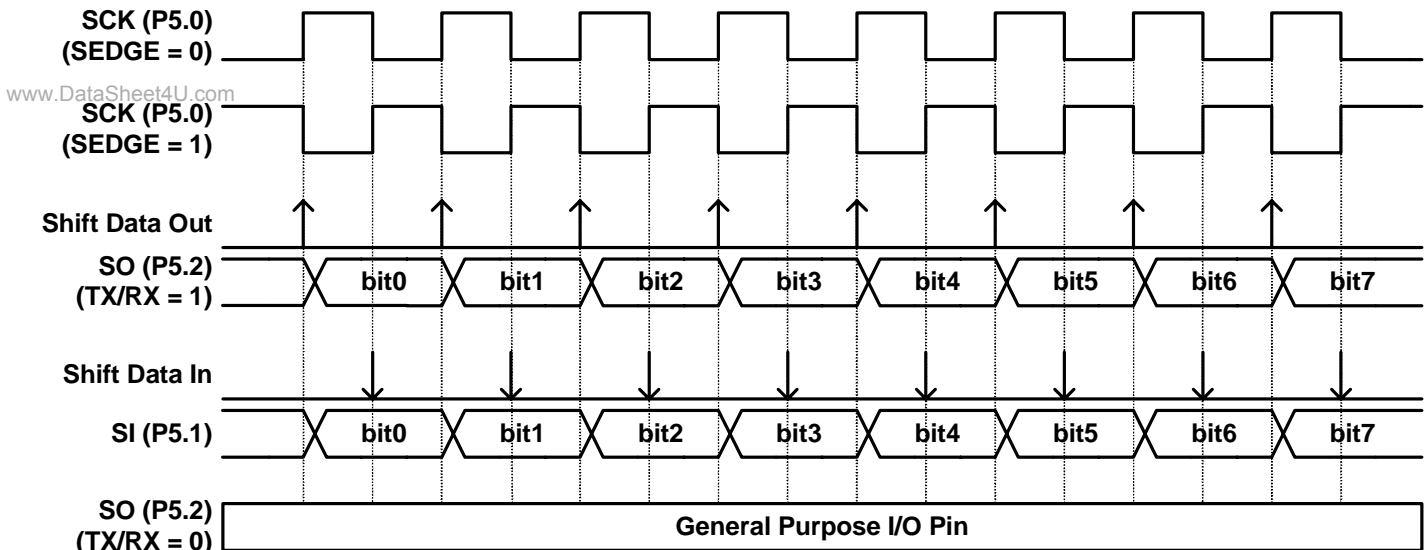 SCK (P5.0)
(SEDGE = 0)
www.DataSheet4U.com
SCK (P5.0)
(SEDGE = 1)
Shift Data Out
SO (P5.2)
(TX/RX = 1)
bit0 bit1 bit2 bit3 bit4 bit5 bit6 bit7
Shift Data In
SI (P5.1)
bit0 bit1 bit2 bit3 bit4 bit5 bit6 bit7
SO (P5.2)
(TX/RX = 0)
General Purpose I/O Pin